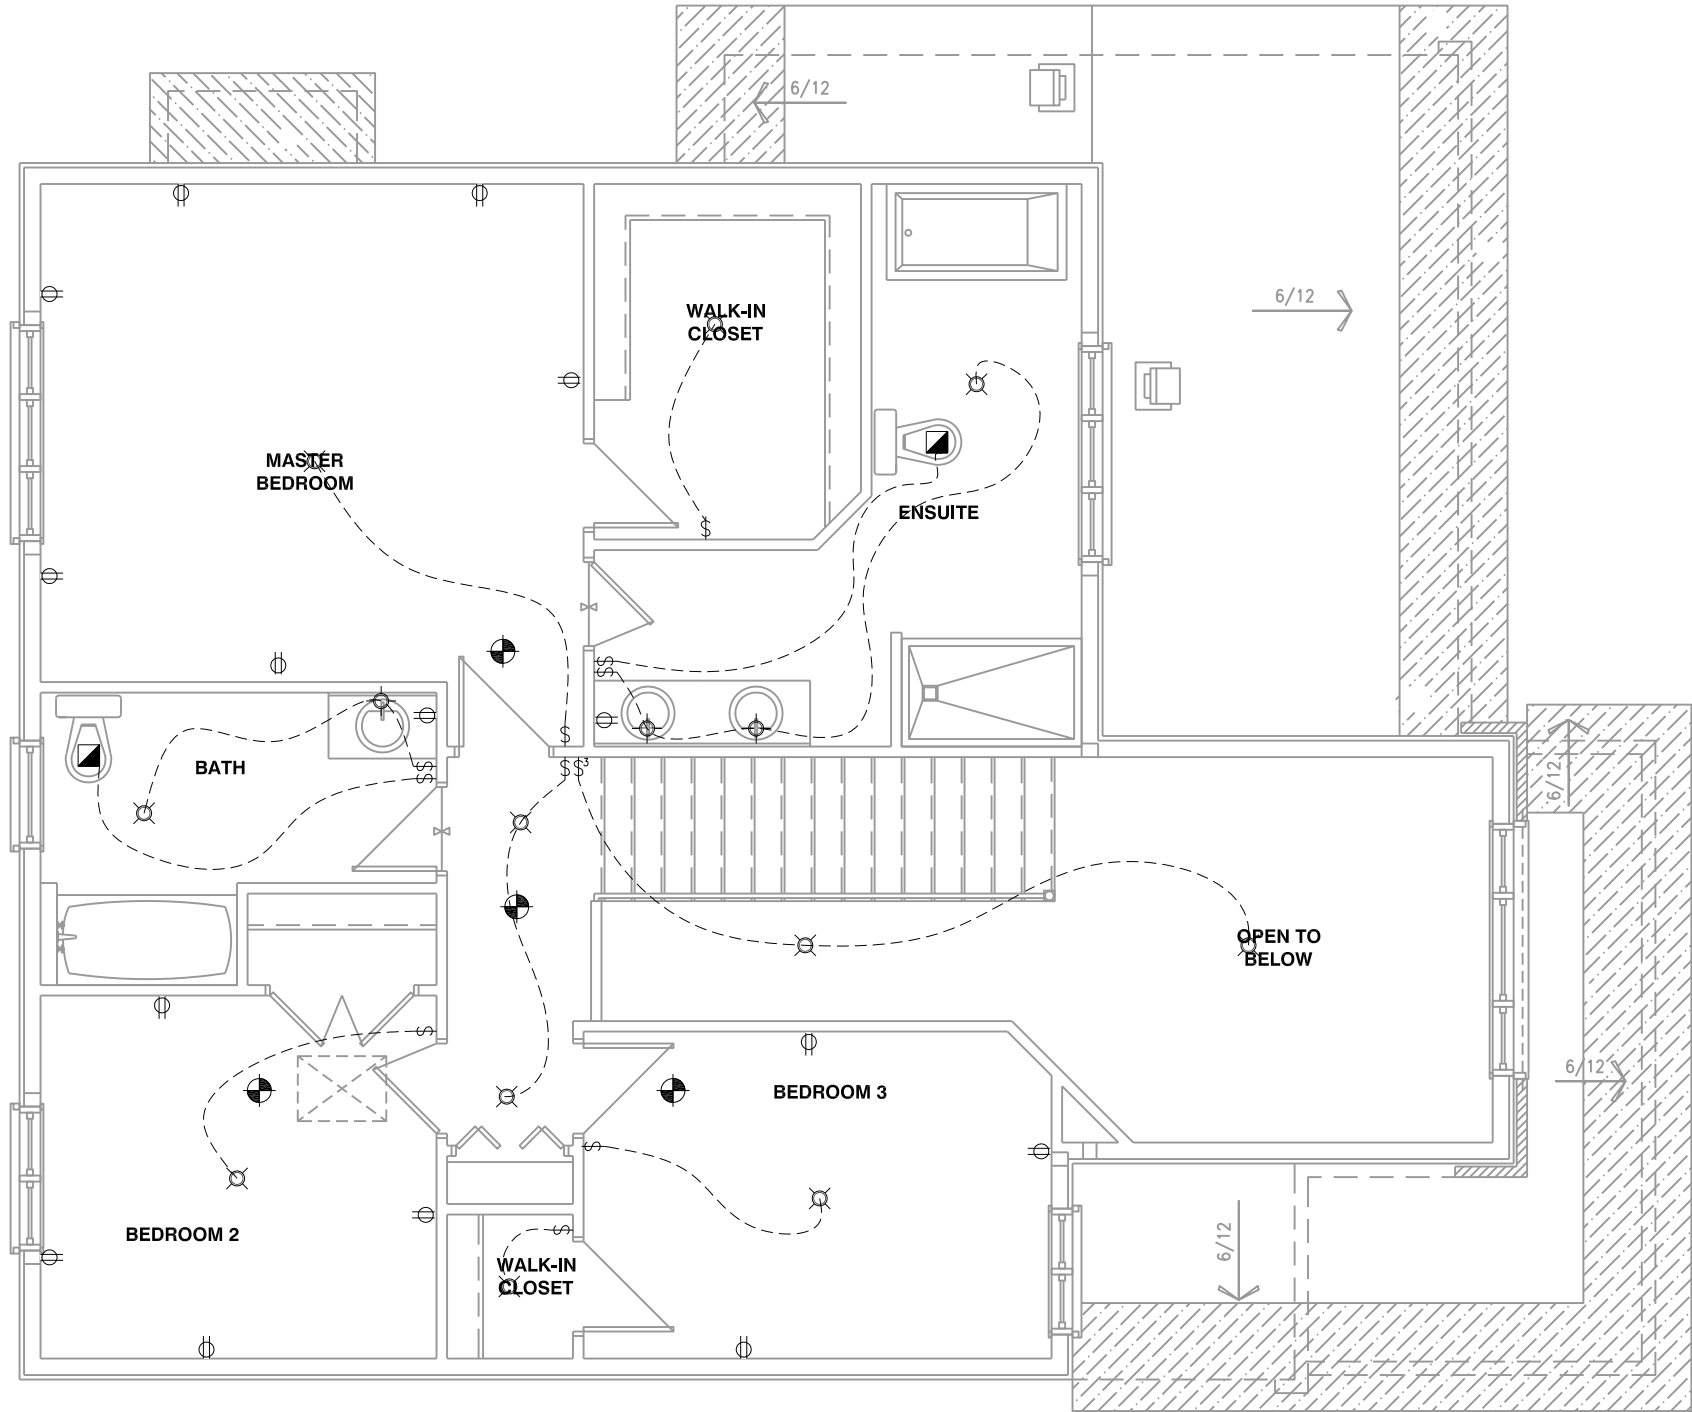 6/12
6/12
WALK-IN
CLOSET
MASTER
BEDROOM
ENSUITE
$
$
$
$
$
$ $3
BATH
$
$
6/12
OPEN TO
BELOW
$
6/12
BEDROOM 3
$
BEDROOM 2
$
6/12
WALK-IN
CLOSET